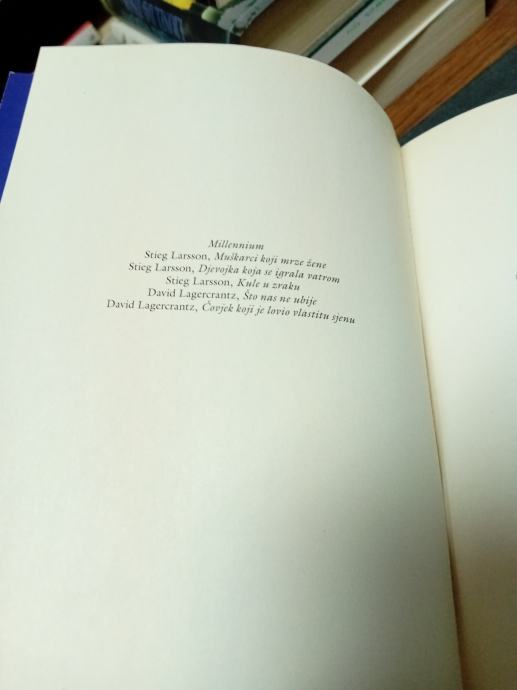 Millennium
Stieg Larsson, Muškarci koji mrze žene
Stieg Larsson, Djevojka koja se igrala vatrom
Stieg Larsson, Kule u zraku
David Lagercrantz, Što nas ne ubije
David Lagercrantz, Čovjek koji je lovio vlastitu sjenu